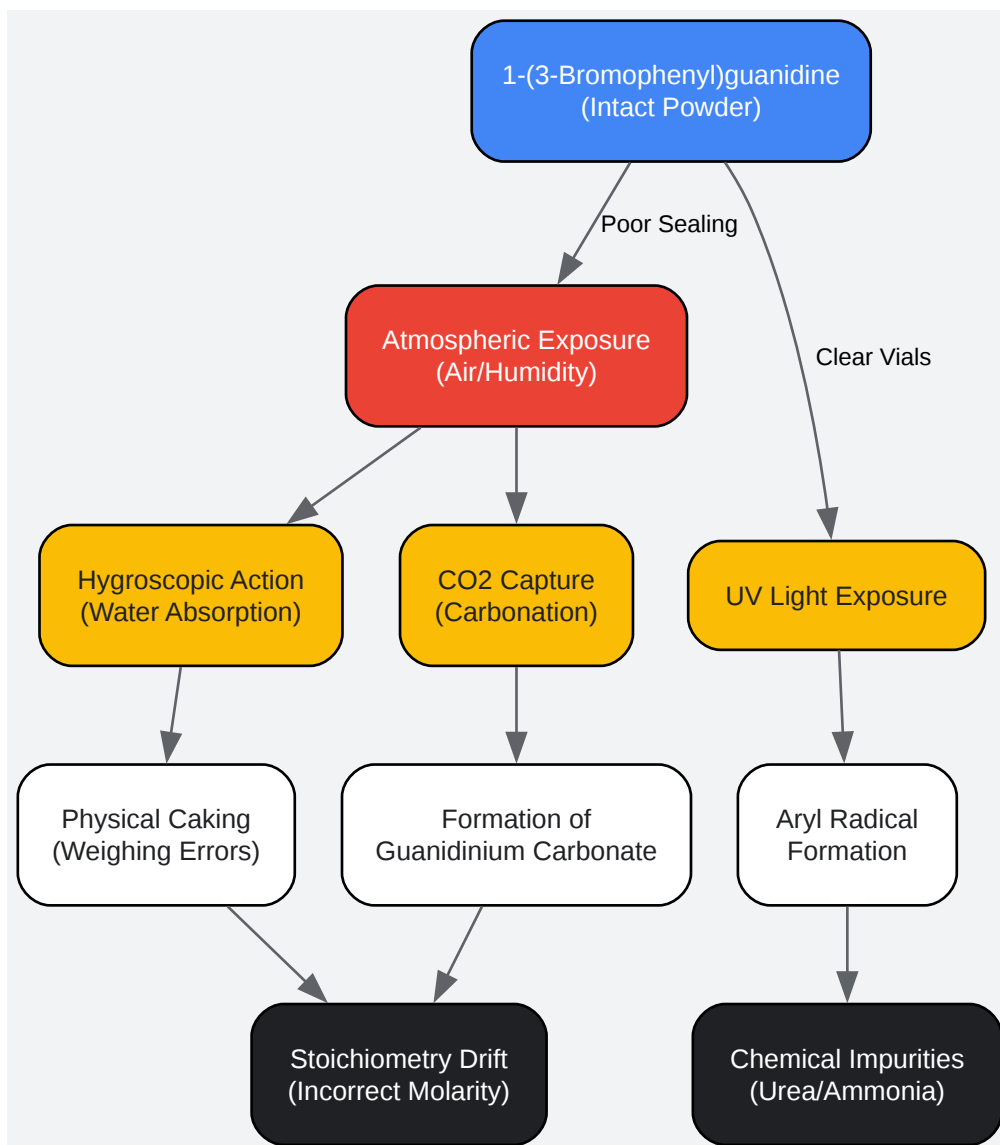 1-(3-Bromophenyl)guanidine
(Intact Powder)
Poor Sealing
Atmospheric Exposure
(Air/Humidity)
Clear Vials
Hygroscopic Action
(Water Absorption)
CO2 Capture
(Carbonation)
UV Light Exposure
Physical Caking
(Weighing Errors)
Formation of
Guanidinium Carbonate
Aryl Radical
Formation
Stoichiometry Drift
(Incorrect Molarity)
Chemical Impurities
(Urea/Ammonia)